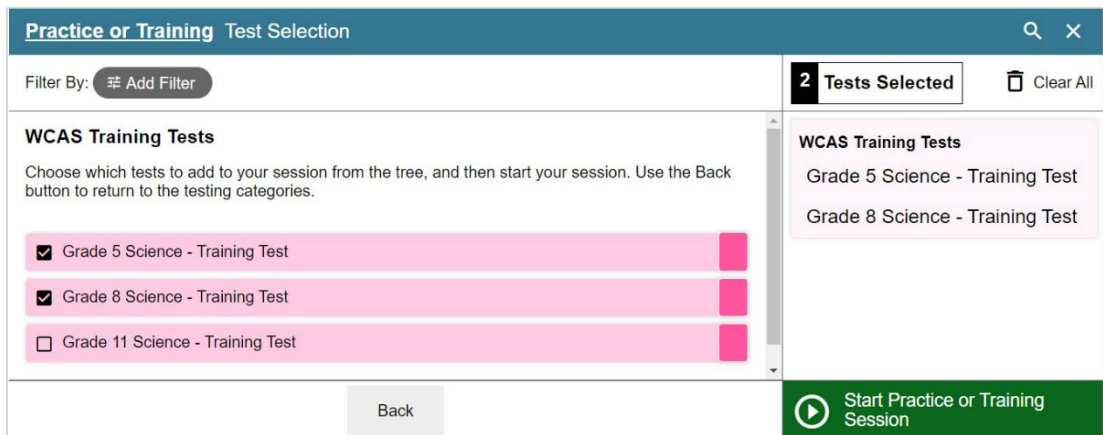 Practice or Training Test Selection
Filter By: Add Filter
2 Tests Selected
Clear All
WCAS Training Tests
Choose which tests to add to your session from the tree, and then start your session. Use the Back
button to return to the testing categories.
Grade 5 Science - Training Test
Grade 8 Science - Training Test
Grade 11 Science - Training Test
WCAS Training Tests
Grade 5 Science - Training Test
Grade 8 Science - Training Test
Back
Start Practice or Training
Session